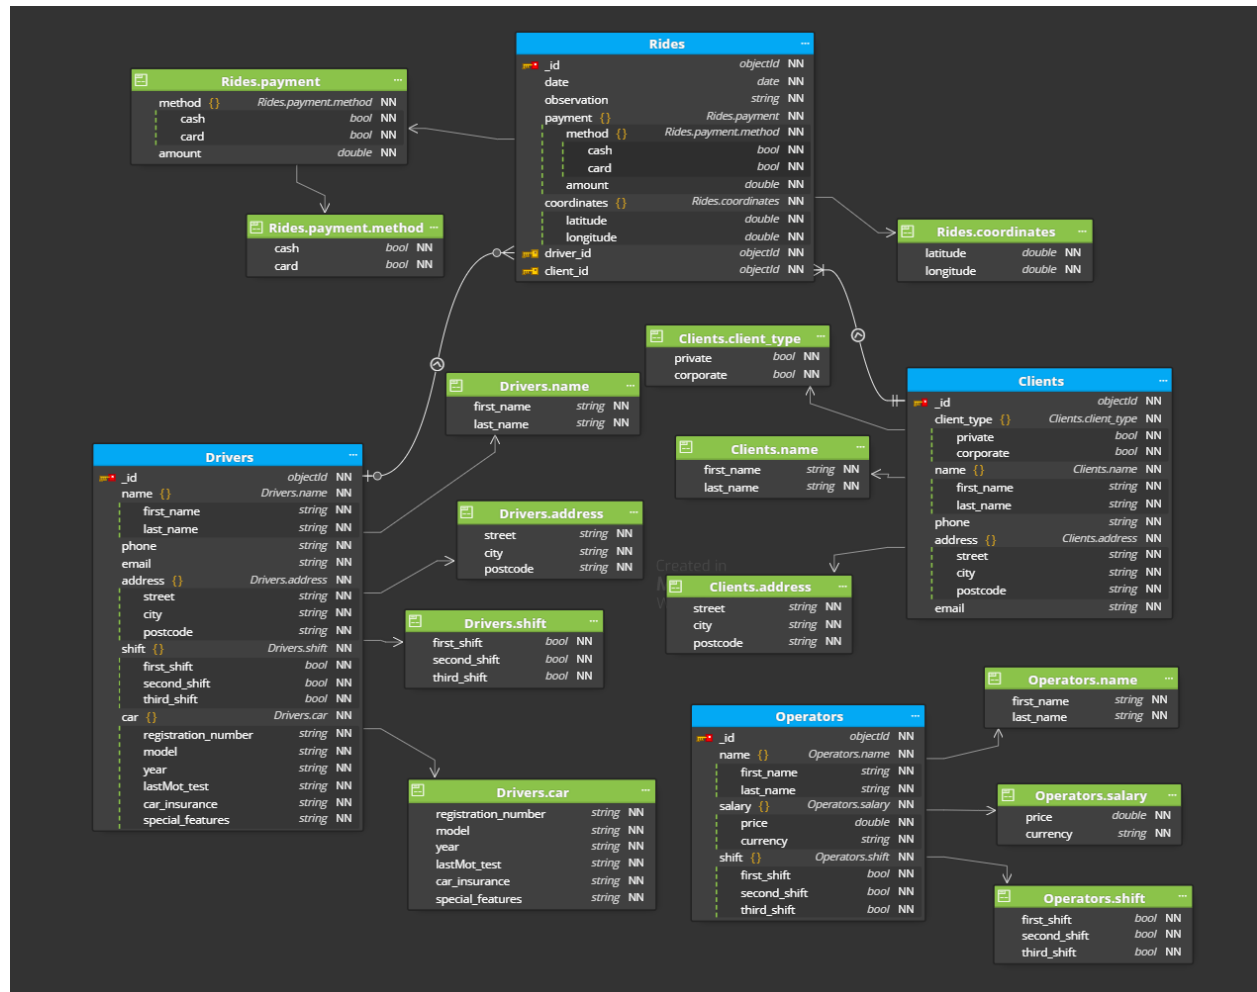 Rides
_id objectId NN
date date NN
observation string NN
payment {} Rides.payment NN
method {} Rides.payment.method NN
cash bool NN
card bool NN
amount double NN
coordinates {} Rides.coordinates NN
latitude double NN
longitude double NN
driver_id objectId NN
client_id objectId NN
Rides.payment
method {} Rides.payment.method NN
cash bool NN
card bool NN
amount double NN
Rides.payment.method
cash bool NN
card bool NN
Rides.coordinates
latitude double NN
longitude double NN
Clients.client_type
private bool NN
corporate bool NN
Drivers.name
first_name string NN
last_name string NN
Clients
_id objectId NN
client_type {} Clients.client_type NN
private bool NN
corporate bool NN
name {} Clients.name NN
first_name string NN
last_name string NN
phone string NN
address {} Clients.address NN
street string NN
city string NN
postcode string NN
email string NN
Clients.name
first_name string NN
last_name string NN
Drivers
_id objectId NN
name {} Drivers.name NN
first_name string NN
last_name string NN
phone string NN
email string NN
address {} Drivers.address NN
street string NN
city string NN
postcode string NN
shift {} Drivers.shift NN
first_shift bool NN
second_shift bool NN
third_shift bool NN
car {} Drivers.car NN
registration_number string NN
model string NN
year string NN
lastMot_test string NN
car_insurance string NN
special_features string NN
Drivers.address
street string NN
city string NN
postcode string NN
Created in
Clients.address
street string NN
city string NN
postcode string NN
Drivers.shift
first_shift bool NN
second_shift bool NN
third_shift bool NN
Operators.name
first_name string NN
last_name string NN
Operators
_id objectId NN
name {} Operators.name NN
first_name string NN
last_name string NN
salary {} Operators.salary NN
price double NN
currency string NN
shift {} Operators.shift NN
first_shift bool NN
second_shift bool NN
third_shift bool NN
Drivers.car
registration_number string NN
model string NN
year string NN
lastMot_test string NN
car_insurance string NN
special_features string NN
Operators.salary
price double NN
currency string NN
Operators.shift
first_shift bool NN
second_shift bool NN
third_shift bool NN